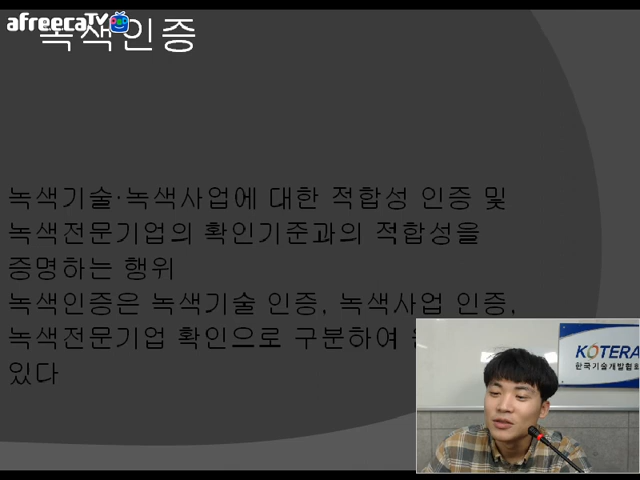 afreecaTV
녹색인증
녹색기술·녹색사업에 대한 적합성 인증 및
녹색전문기업의 확인기준과의 적합성을
증명하는 행위
녹색인증은 녹색기술 인증, 녹색사업 인증,
녹색전문기업 확인으로 구분하여
있다
KOTERA
한국기술개발협회